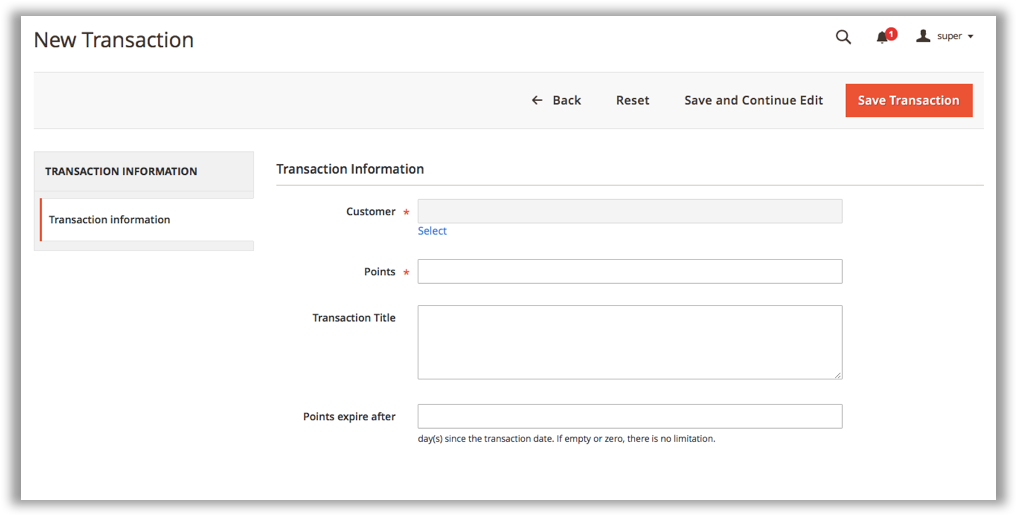 New Transaction
1
super
← Back
Reset
Save and Continue Edit
Save Transaction
TRANSACTION INFORMATION
Transaction information
Transaction Information
Customer *
Select
Points *
Transaction Title
Points expire after
day(s) since the transaction date. If empty or zero, there is no limitation.